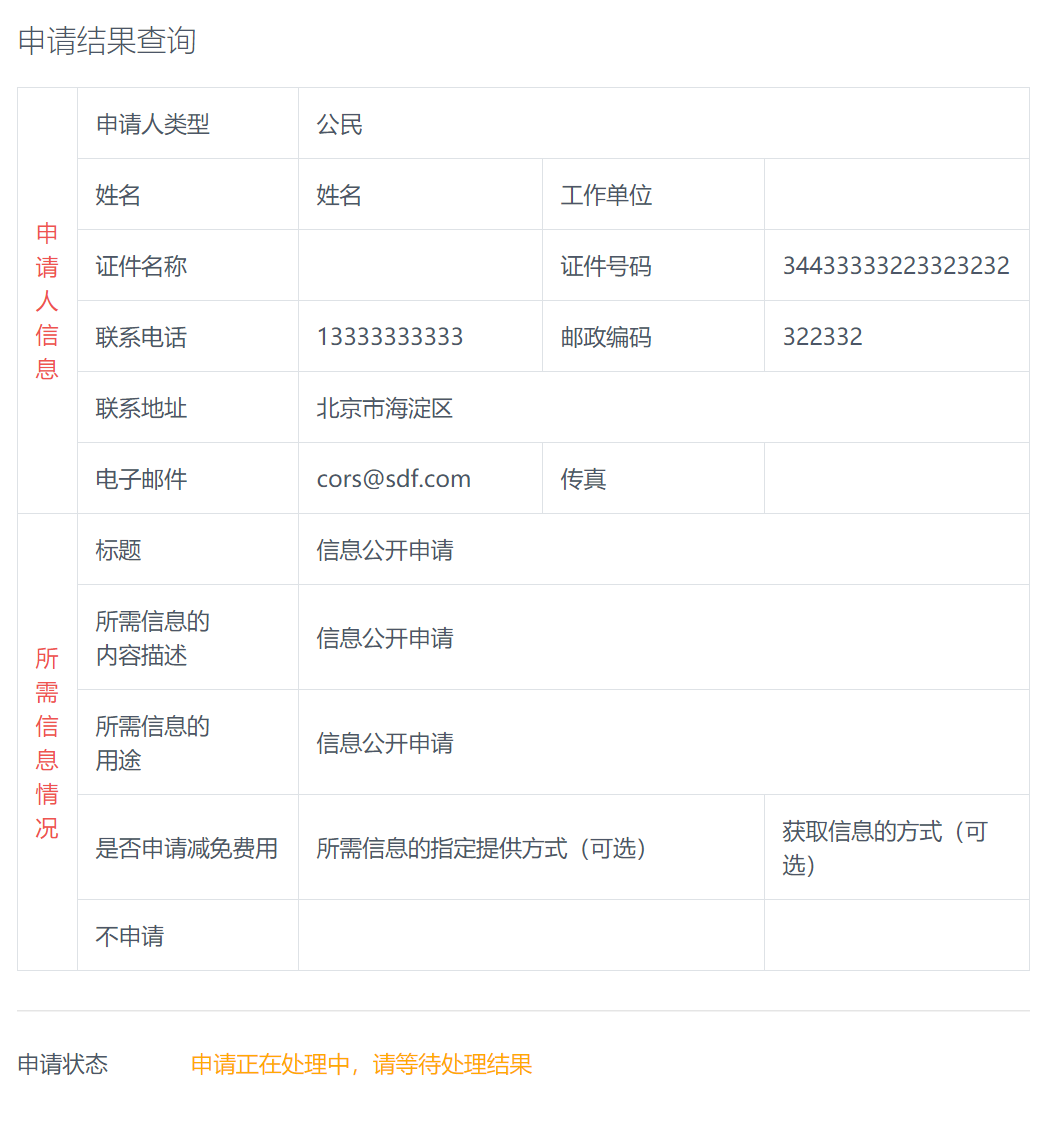 申请结果查询
申请人信息
申请人类型 公民
姓名 姓名 工作单位
证件名称 证件号码 34433333223323232
联系电话 13333333333 邮政编码 322332
联系地址 北京市海淀区
电子邮件 cors@sdf.com 传真
所需信息情况
标题 信息公开申请
所需信息的
内容描述
信息公开申请
所需信息的
用途
信息公开申请
是否申请减免费用 所需信息的指定提供方式（可选） 获取信息的方式（可
选）
不申请
申请状态 申请正在处理中，请等待处理结果